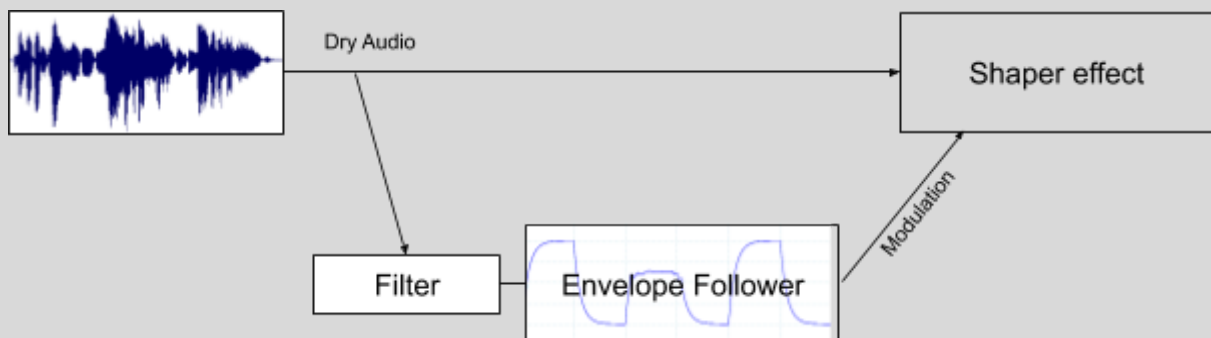 Dry Audio
Shaper effect
Modulation
Filter
Envelope Follower